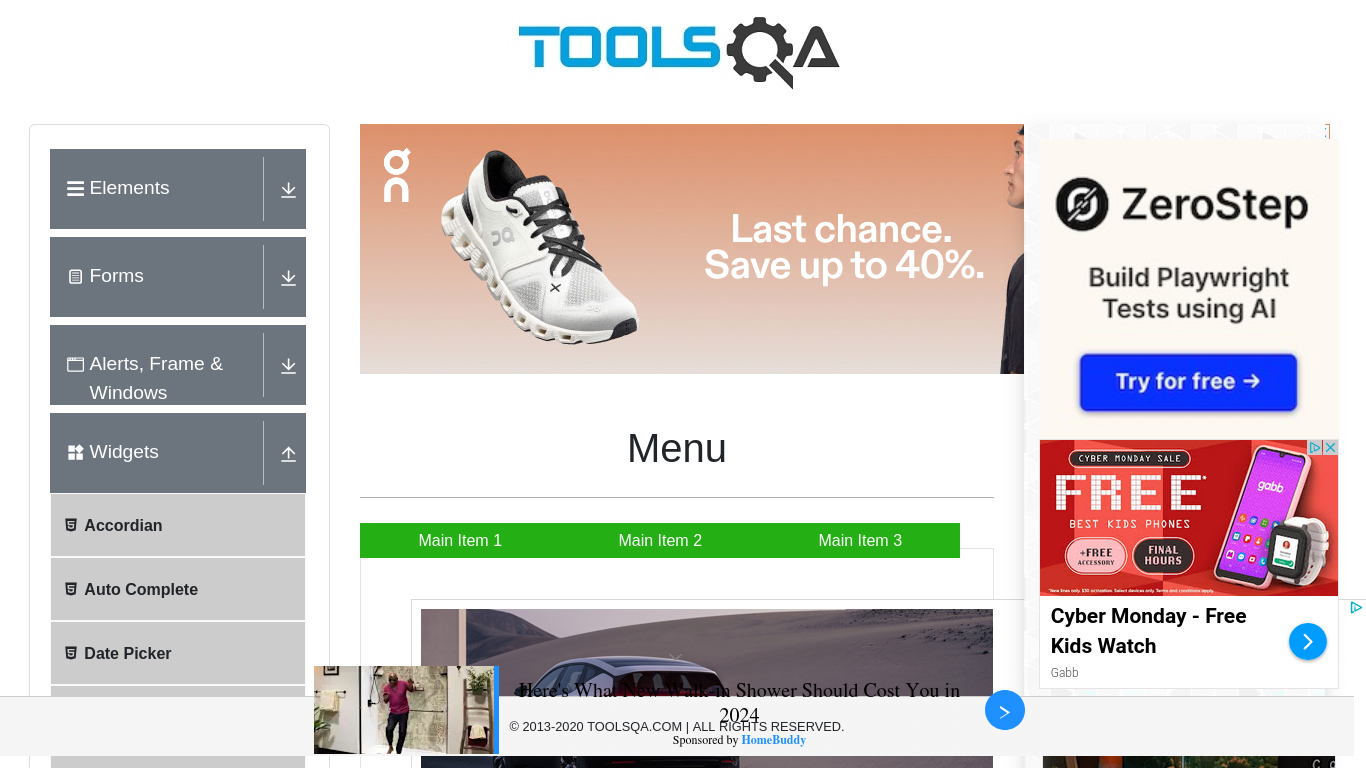 TOOLSQA
Elements
Forms
Alerts, Frame &
Windows
Widgets
Accordian
Auto Complete
Date Picker
Last chance.
Save up to 40%.
Menu
Main Item 1
Main Item 2
Main Item 3
ZeroStep
Build Playwright
Tests using AI
Try for free →
CYBER MONDAY SALE
FREE*
BEST KIDS PHONES
+FREE
ACCESSORY
FINAL
HOURS
gabb
Cyber Monday - Free
Kids Watch
Gabb
Here's What New Walk-in Shower Should Cost You in
2024
© 2013-2020 TOOLSQA.COM | ALL RIGHTS RESERVED.
Sponsored by HomeBuddy